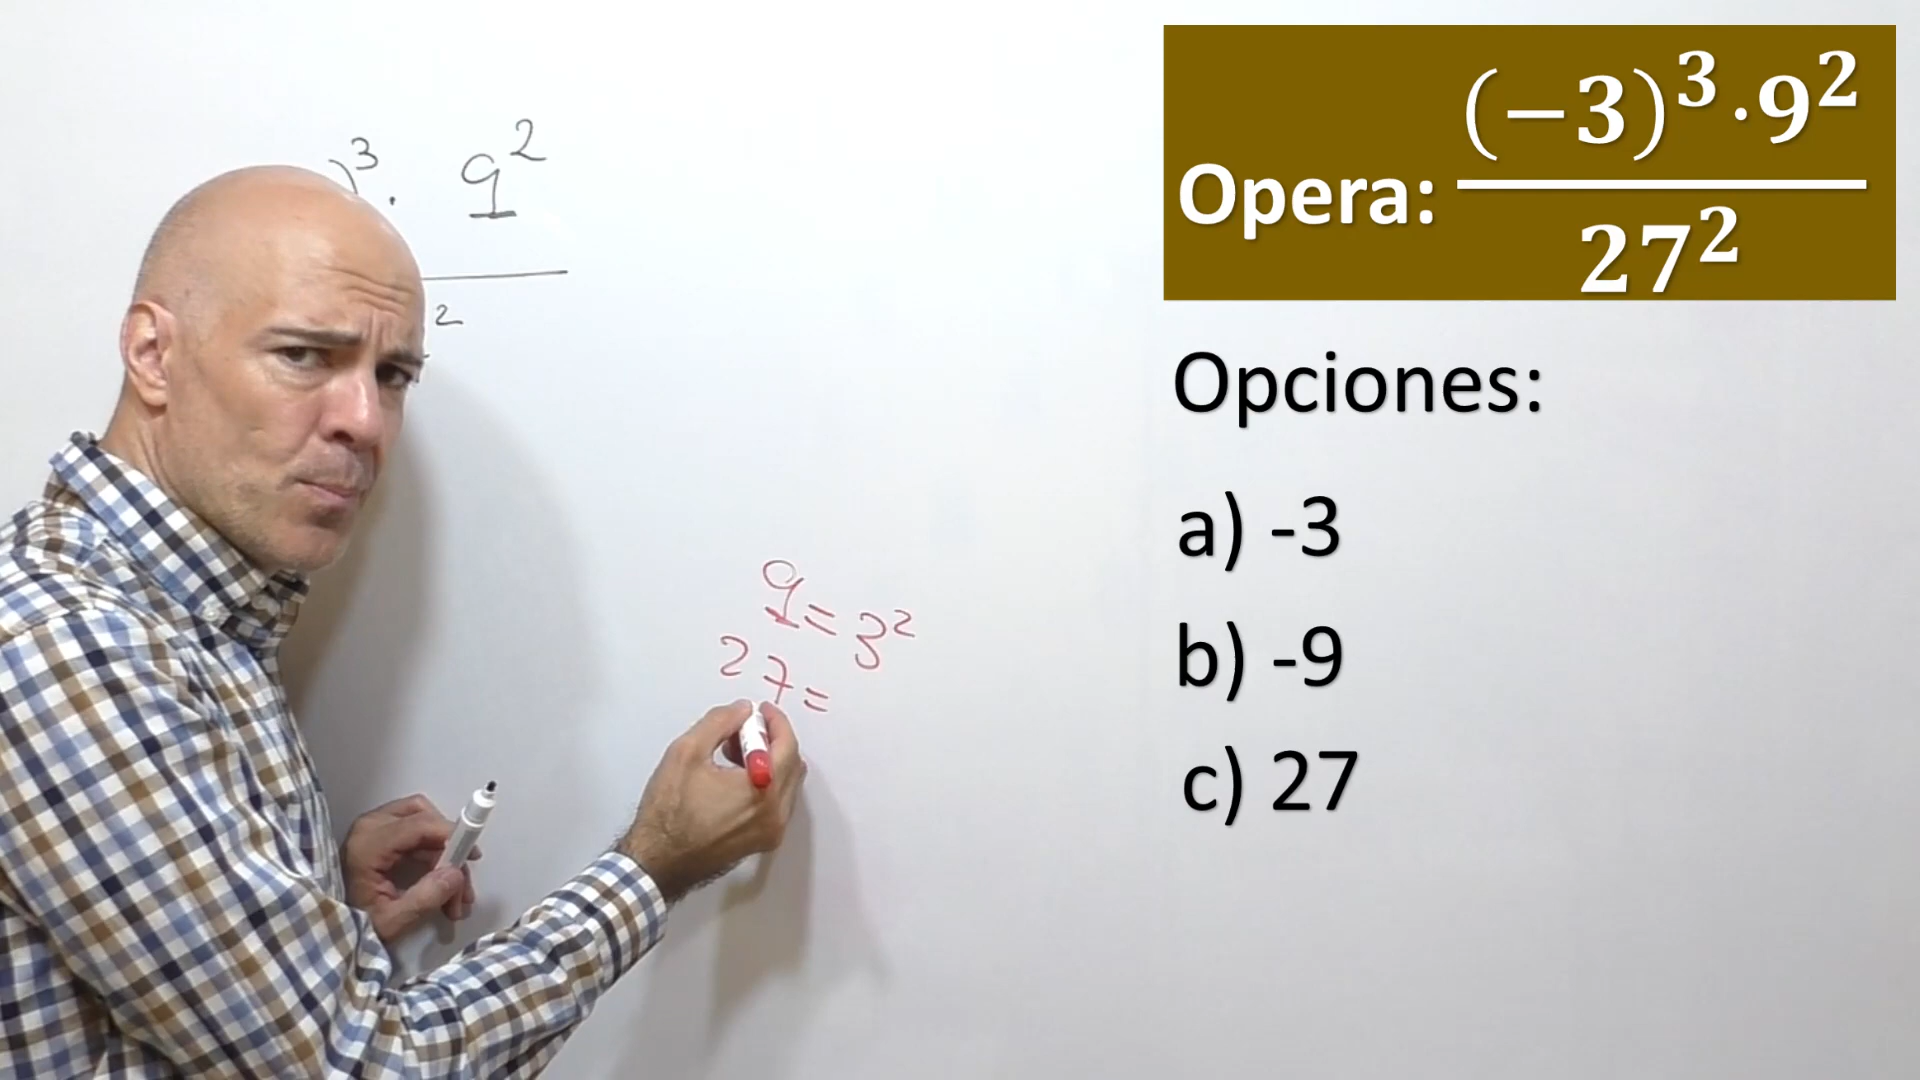 Opera: (−3)³·9² / 27²
Opciones:
a) -3
b) -9
c) 27
)³ · 9²
2
9 = 3²
27 =